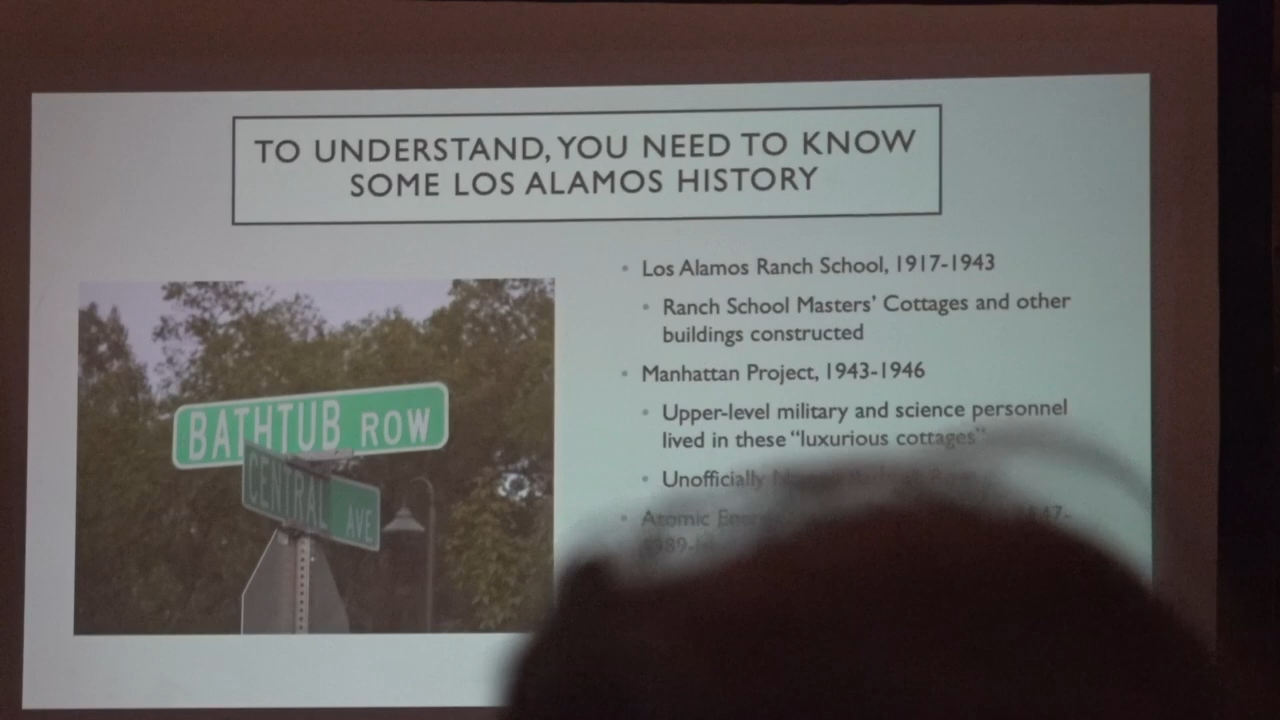 TO UNDERSTAND, YOU NEED TO KNOW
SOME LOS ALAMOS HISTORY
BATHTUB ROW
CENTRAL AVE
• Los Alamos Ranch School, 1917-1943
• Ranch School Masters' Cottages and other
buildings constructed
• Manhattan Project, 1943-1946
• Upper-level military and science personnel
lived in these "luxurious cottages"
• Unofficially
• Atomic